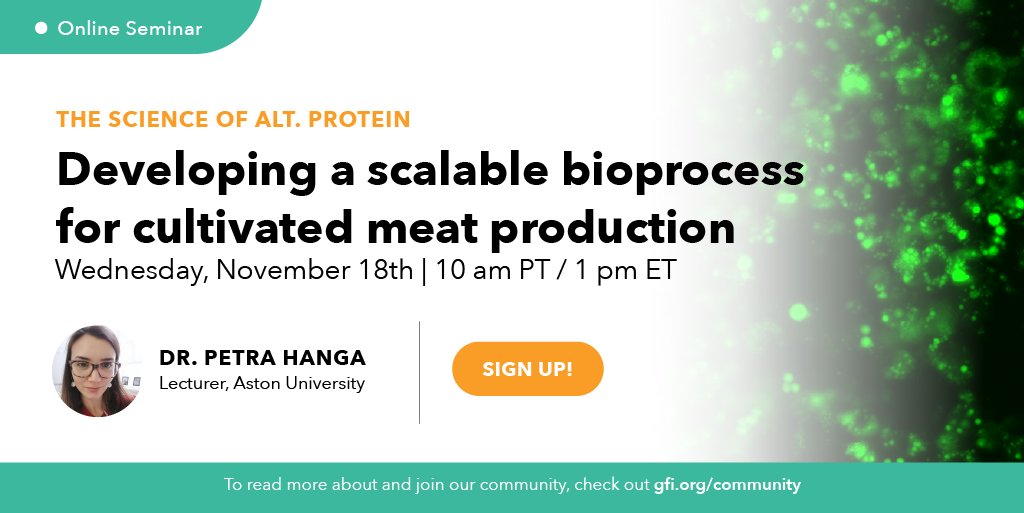 Online Seminar
THE SCIENCE OF ALT. PROTEIN
Developing a scalable bioprocess
for cultivated meat production
Wednesday, November 18th | 10 am PT / 1 pm ET
DR. PETRA HANGA
Lecturer, Aston University
SIGN UP!
To read more about and join our community, check out gfi.org/community